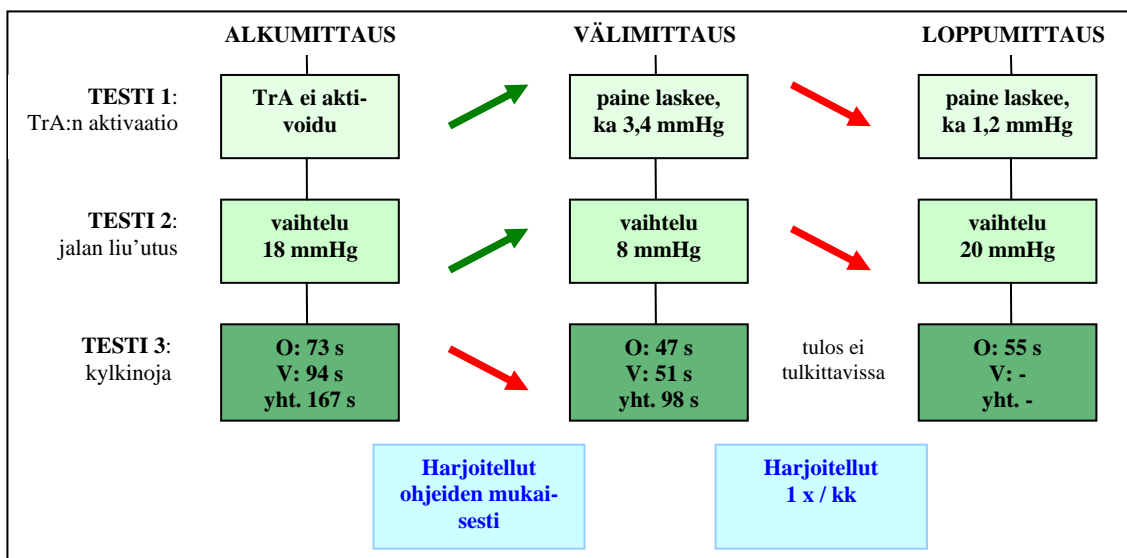 ALKUMITTAUS
VÄLIMITTAUS
LOPPUMITTAUS
TESTI 1:
TrA:n aktivaatio
TrA ei akti-
voidu
paine laskee,
ka 3,4 mmHg
paine laskee,
ka 1,2 mmHg
TESTI 2:
jalan liu’utus
vaihtelu
18 mmHg
vaihtelu
8 mmHg
vaihtelu
20 mmHg
TESTI 3:
kylkinoja
O: 73 s
V: 94 s
yht. 167 s
O: 47 s
V: 51 s
yht. 98 s
tulos ei
tulkittavissa
O: 55 s
V: -
yht. -
Harjoitellut
ohjeiden mukai-
sesti
Harjoitellut
1 x / kk